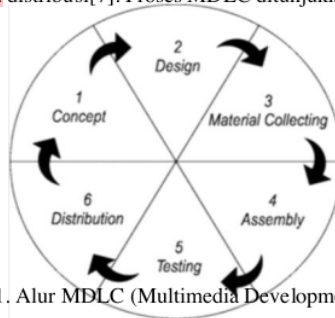 distribusi[7]. Proses MDLC ditunjukk
2
Design
1
Concept
3
Material Collecting
6
Distribution
4
Assembly
5
Testing
. Alur MDLC (Multimedia Developm